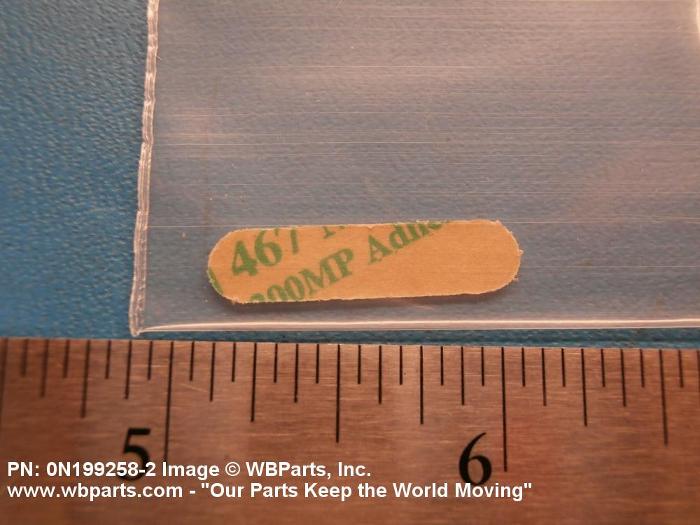 467
200MP Adhe
5
6
PN: 0N199258-2 Image © WBParts, Inc.
www.wbparts.com - "Our Parts Keep the World Moving"